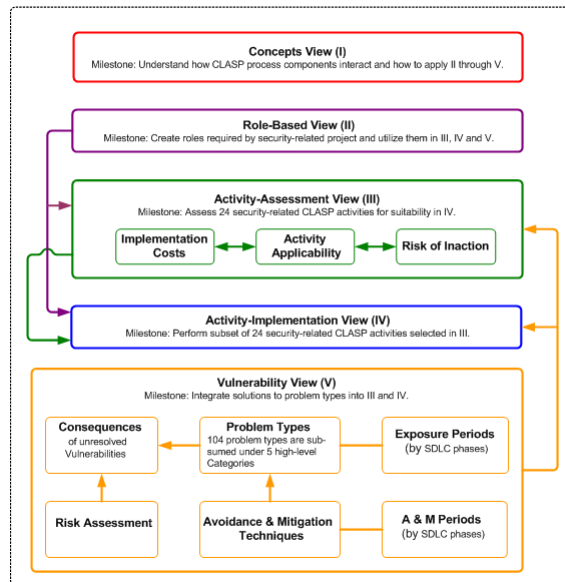 Concepts View (I)
Milestone: Understand how CLASP process components interact and how to apply II through V.
Role-Based View (II)
Milestone: Create roles required by security-related project and utilize them in III, IV and V.
Activity-Assessment View (III)
Milestone: Assess 24 security-related CLASP activities for suitability in IV.
Implementation
Costs
Activity
Applicability
Risk of Inaction
Activity-Implementation View (IV)
Milestone: Perform subset of 24 security-related CLASP activities selected in III.
Vulnerability View (V)
Milestone: Integrate solutions to problem types into III and IV.
Consequences
of unresolved
Vulnerabilities
Problem Types
104 problem types are sub-
sumed under 5 high-level
Categories
Exposure Periods
(by SDLC phases)
Risk Assessment
Avoidance & Mitigation
Techniques
A & M Periods
(by SDLC phases)